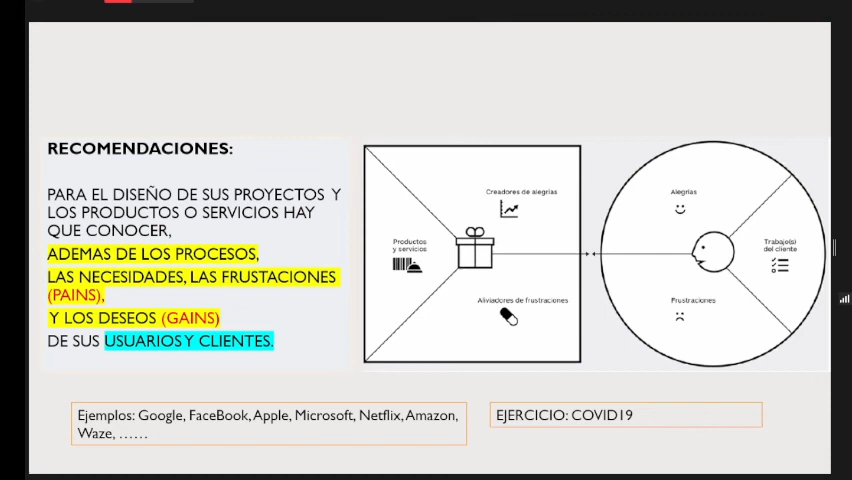 RECOMENDACIONES:
PARA EL DISEÑO DE SUS PROYECTOS Y
LOS PRODUCTOS O SERVICIOS HAY
QUE CONOCER,
ADEMAS DE LOS PROCESOS,
LAS NECESIDADES, LAS FRUSTACIONES
(PAINS),
Y LOS DESEOS (GAINS)
DE SUS USUARIOS Y CLIENTES.
Creadores de alegrías
Productos
y servicios
Aliviadores de frustraciones
Alegrías
Trabajo(s)
del cliente
Frustraciones
Ejemplos: Google, FaceBook, Apple, Microsoft, Netflix, Amazon,
Waze, ......
EJERCICIO: COVID19